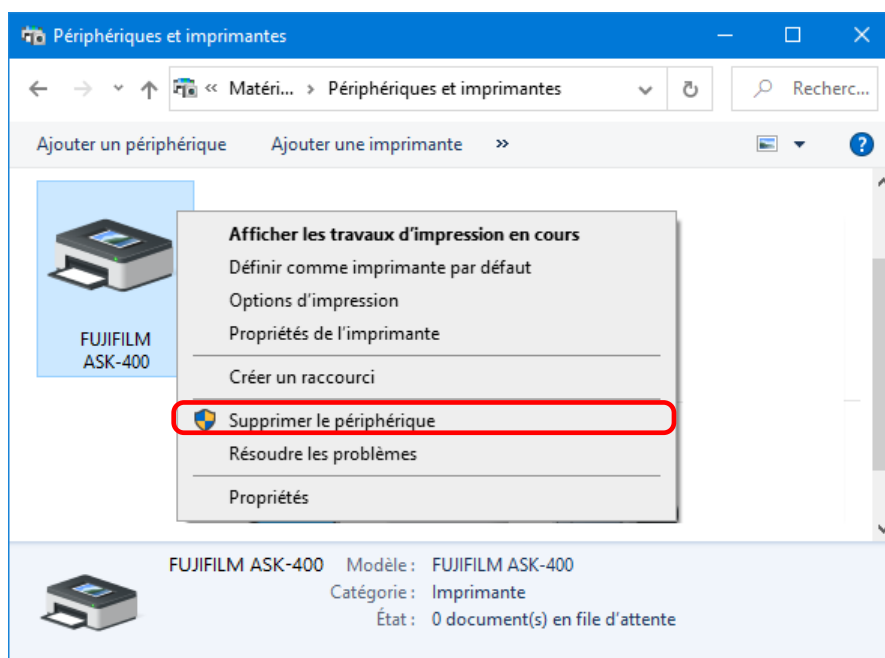 Périphériques et imprimantes
« Matéri... › Périphériques et imprimantes
Recherc...
Ajouter un périphérique Ajouter une imprimante »
FUJIFILM
ASK-400
Afficher les travaux d'impression en cours
Définir comme imprimante par défaut
Options d'impression
Propriétés de l'imprimante
Créer un raccourci
Supprimer le périphérique
Résoudre les problèmes
Propriétés
FUJIFILM ASK-400 Modèle : FUJIFILM ASK-400
Catégorie : Imprimante
État : 0 document(s) en file d'attente